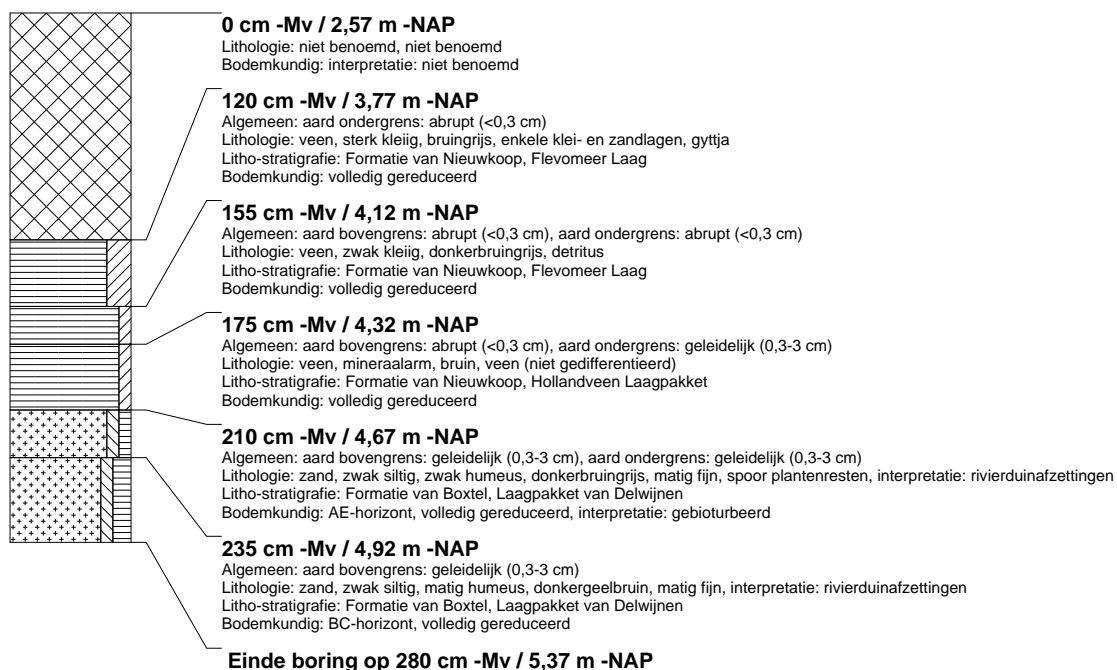 0 cm -Mv / 2,57 m -NAP
Lithologie: niet benoemd, niet benoemd
Bodemkundig: interpretatie: niet benoemd
120 cm -Mv / 3,77 m -NAP
Algemeen: aard ondergrens: abrupt (<0,3 cm)
Lithologie: veen, sterk kleiig, bruingrijs, enkele klei- en zandlagen, gyttja
Litho-stratigrafie: Formatie van Nieuwkoop, Flevomeer Laag
Bodemkundig: volledig gereduceerd
155 cm -Mv / 4,12 m -NAP
Algemeen: aard bovengrens: abrupt (<0,3 cm), aard ondergrens: abrupt (<0,3 cm)
Lithologie: veen, zwak kleiig, donkerbruingrijs, detritus
Litho-stratigrafie: Formatie van Nieuwkoop, Flevomeer Laag
Bodemkundig: volledig gereduceerd
175 cm -Mv / 4,32 m -NAP
Algemeen: aard bovengrens: abrupt (<0,3 cm), aard ondergrens: geleidelijk (0,3-3 cm)
Lithologie: veen, mineraalarm, bruin, veen (niet gedifferentieerd)
Litho-stratigrafie: Formatie van Nieuwkoop, Hollandveen Laagpakket
Bodemkundig: volledig gereduceerd
210 cm -Mv / 4,67 m -NAP
Algemeen: aard bovengrens: geleidelijk (0,3-3 cm), aard ondergrens: geleidelijk (0,3-3 cm)
Lithologie: zand, zwak siltig, zwak humeus, donkerbruingrijs, matig fijn, spoor plantenresten, interpretatie: rivierduinafzettingen
Litho-stratigrafie: Formatie van Boxtel, Laagpakket van Delwijnen
Bodemkundig: AE-horizont, volledig gereduceerd, interpretatie: gebioturbeerd
235 cm -Mv / 4,92 m -NAP
Algemeen: aard bovengrens: geleidelijk (0,3-3 cm)
Lithologie: zand, zwak siltig, matig humeus, donkergeelbruin, matig fijn, interpretatie: rivierduinafzettingen
Litho-stratigrafie: Formatie van Boxtel, Laagpakket van Delwijnen
Bodemkundig: BC-horizont, volledig gereduceerd
Einde boring op 280 cm -Mv / 5,37 m -NAP